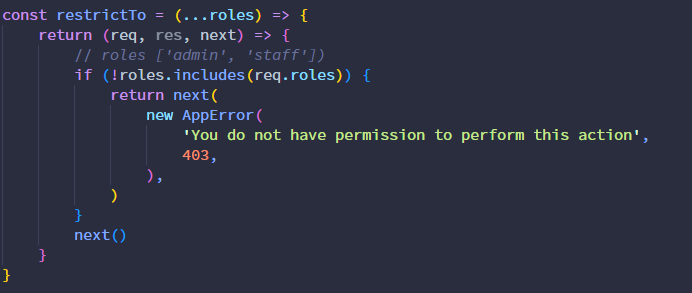 const restrictTo = (...roles) => {
return (req, res, next) => {
// roles ['admin', 'staff'])
if (!roles.includes(req.roles)) {
return next(
new AppError(
'You do not have permission to perform this action',
403,
),
)
}
next()
}
}